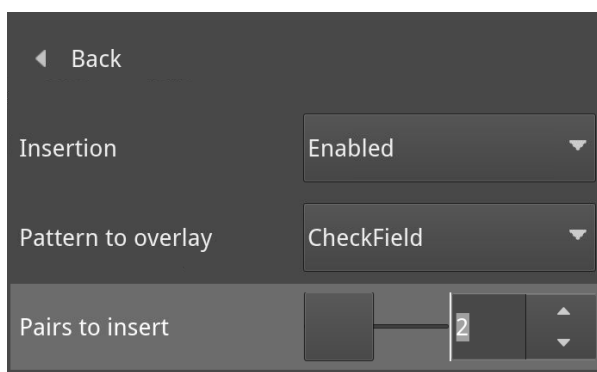 Back
Insertion Enabled
Pattern to overlay CheckField
Pairs to insert 2